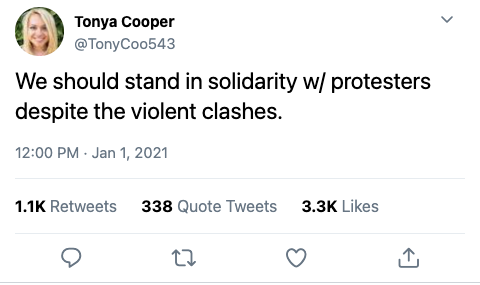 Tonya Cooper
@TonyCoo543
We should stand in solidarity w/ protesters
despite the violent clashes.
12:00 PM · Jan 1, 2021
1.1K Retweets 338 Quote Tweets 3.3K Likes